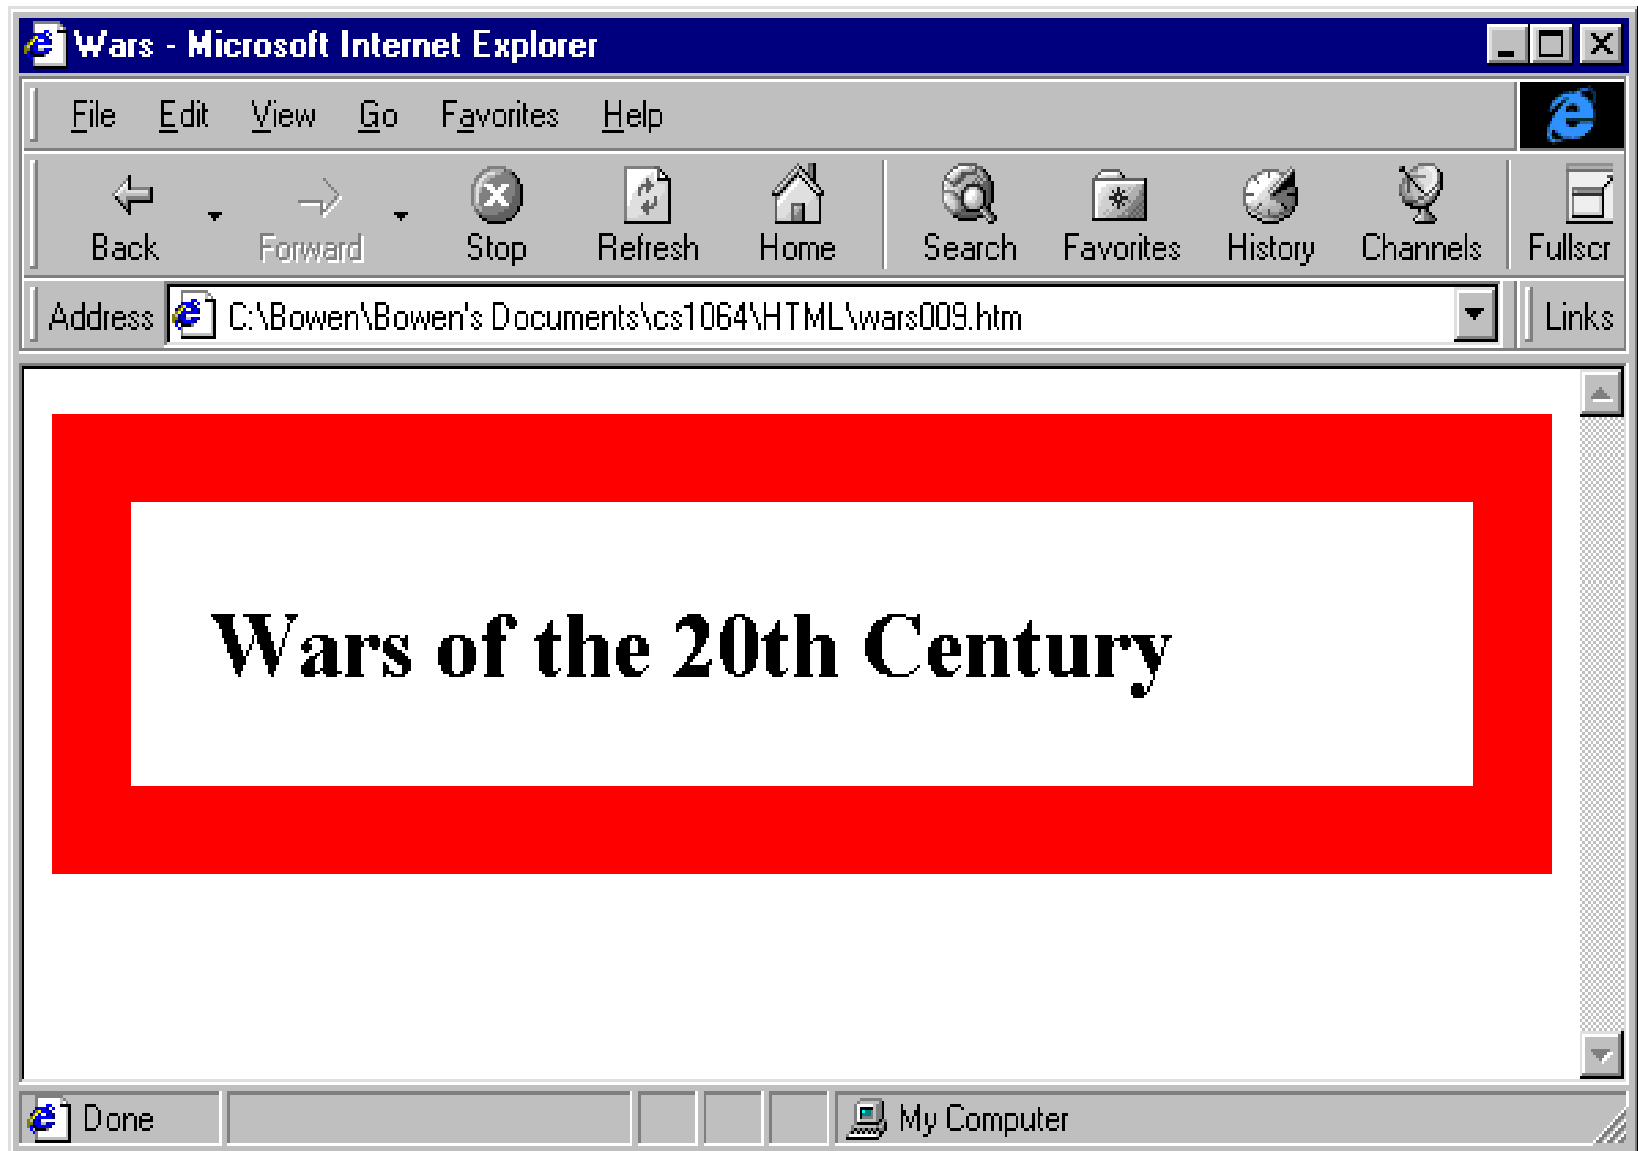 Wars - Microsoft Internet Explorer
File Edit View Go Favorites Help
Back Forward Stop Refresh Home Search Favorites History Channels Fullscr
Address C:\Bowen\Bowen's Documents\cs1064\HTML\wars009.htm Links
Wars of the 20th Century
Done My Computer